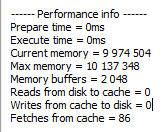 ------ Performance info ------
Prepare time = 0ms
Execute time = 0ms
Current memory = 9 974 504
Max memory = 10 137 348
Memory buffers = 2 048
Reads from disk to cache = 0
Writes from cache to disk = 0
Fetches from cache = 86